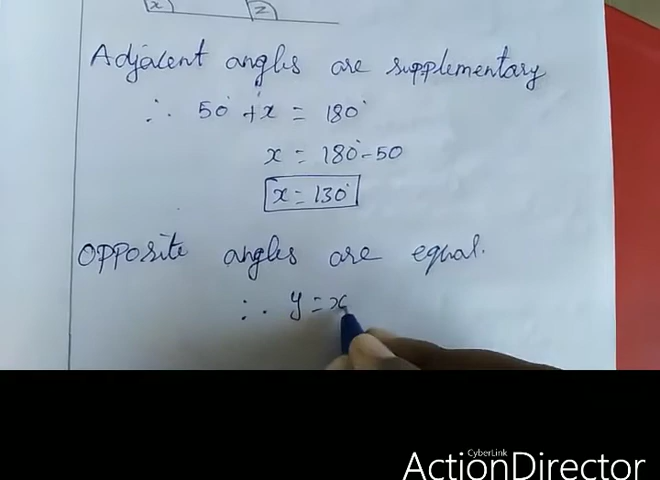 x
z
Adjacent angles are supplementary
∴ 50° + x = 180°
x = 180° - 50
x = 130°
Opposite angles are equal.
∴ y = x
CyberLink
ActionDirector